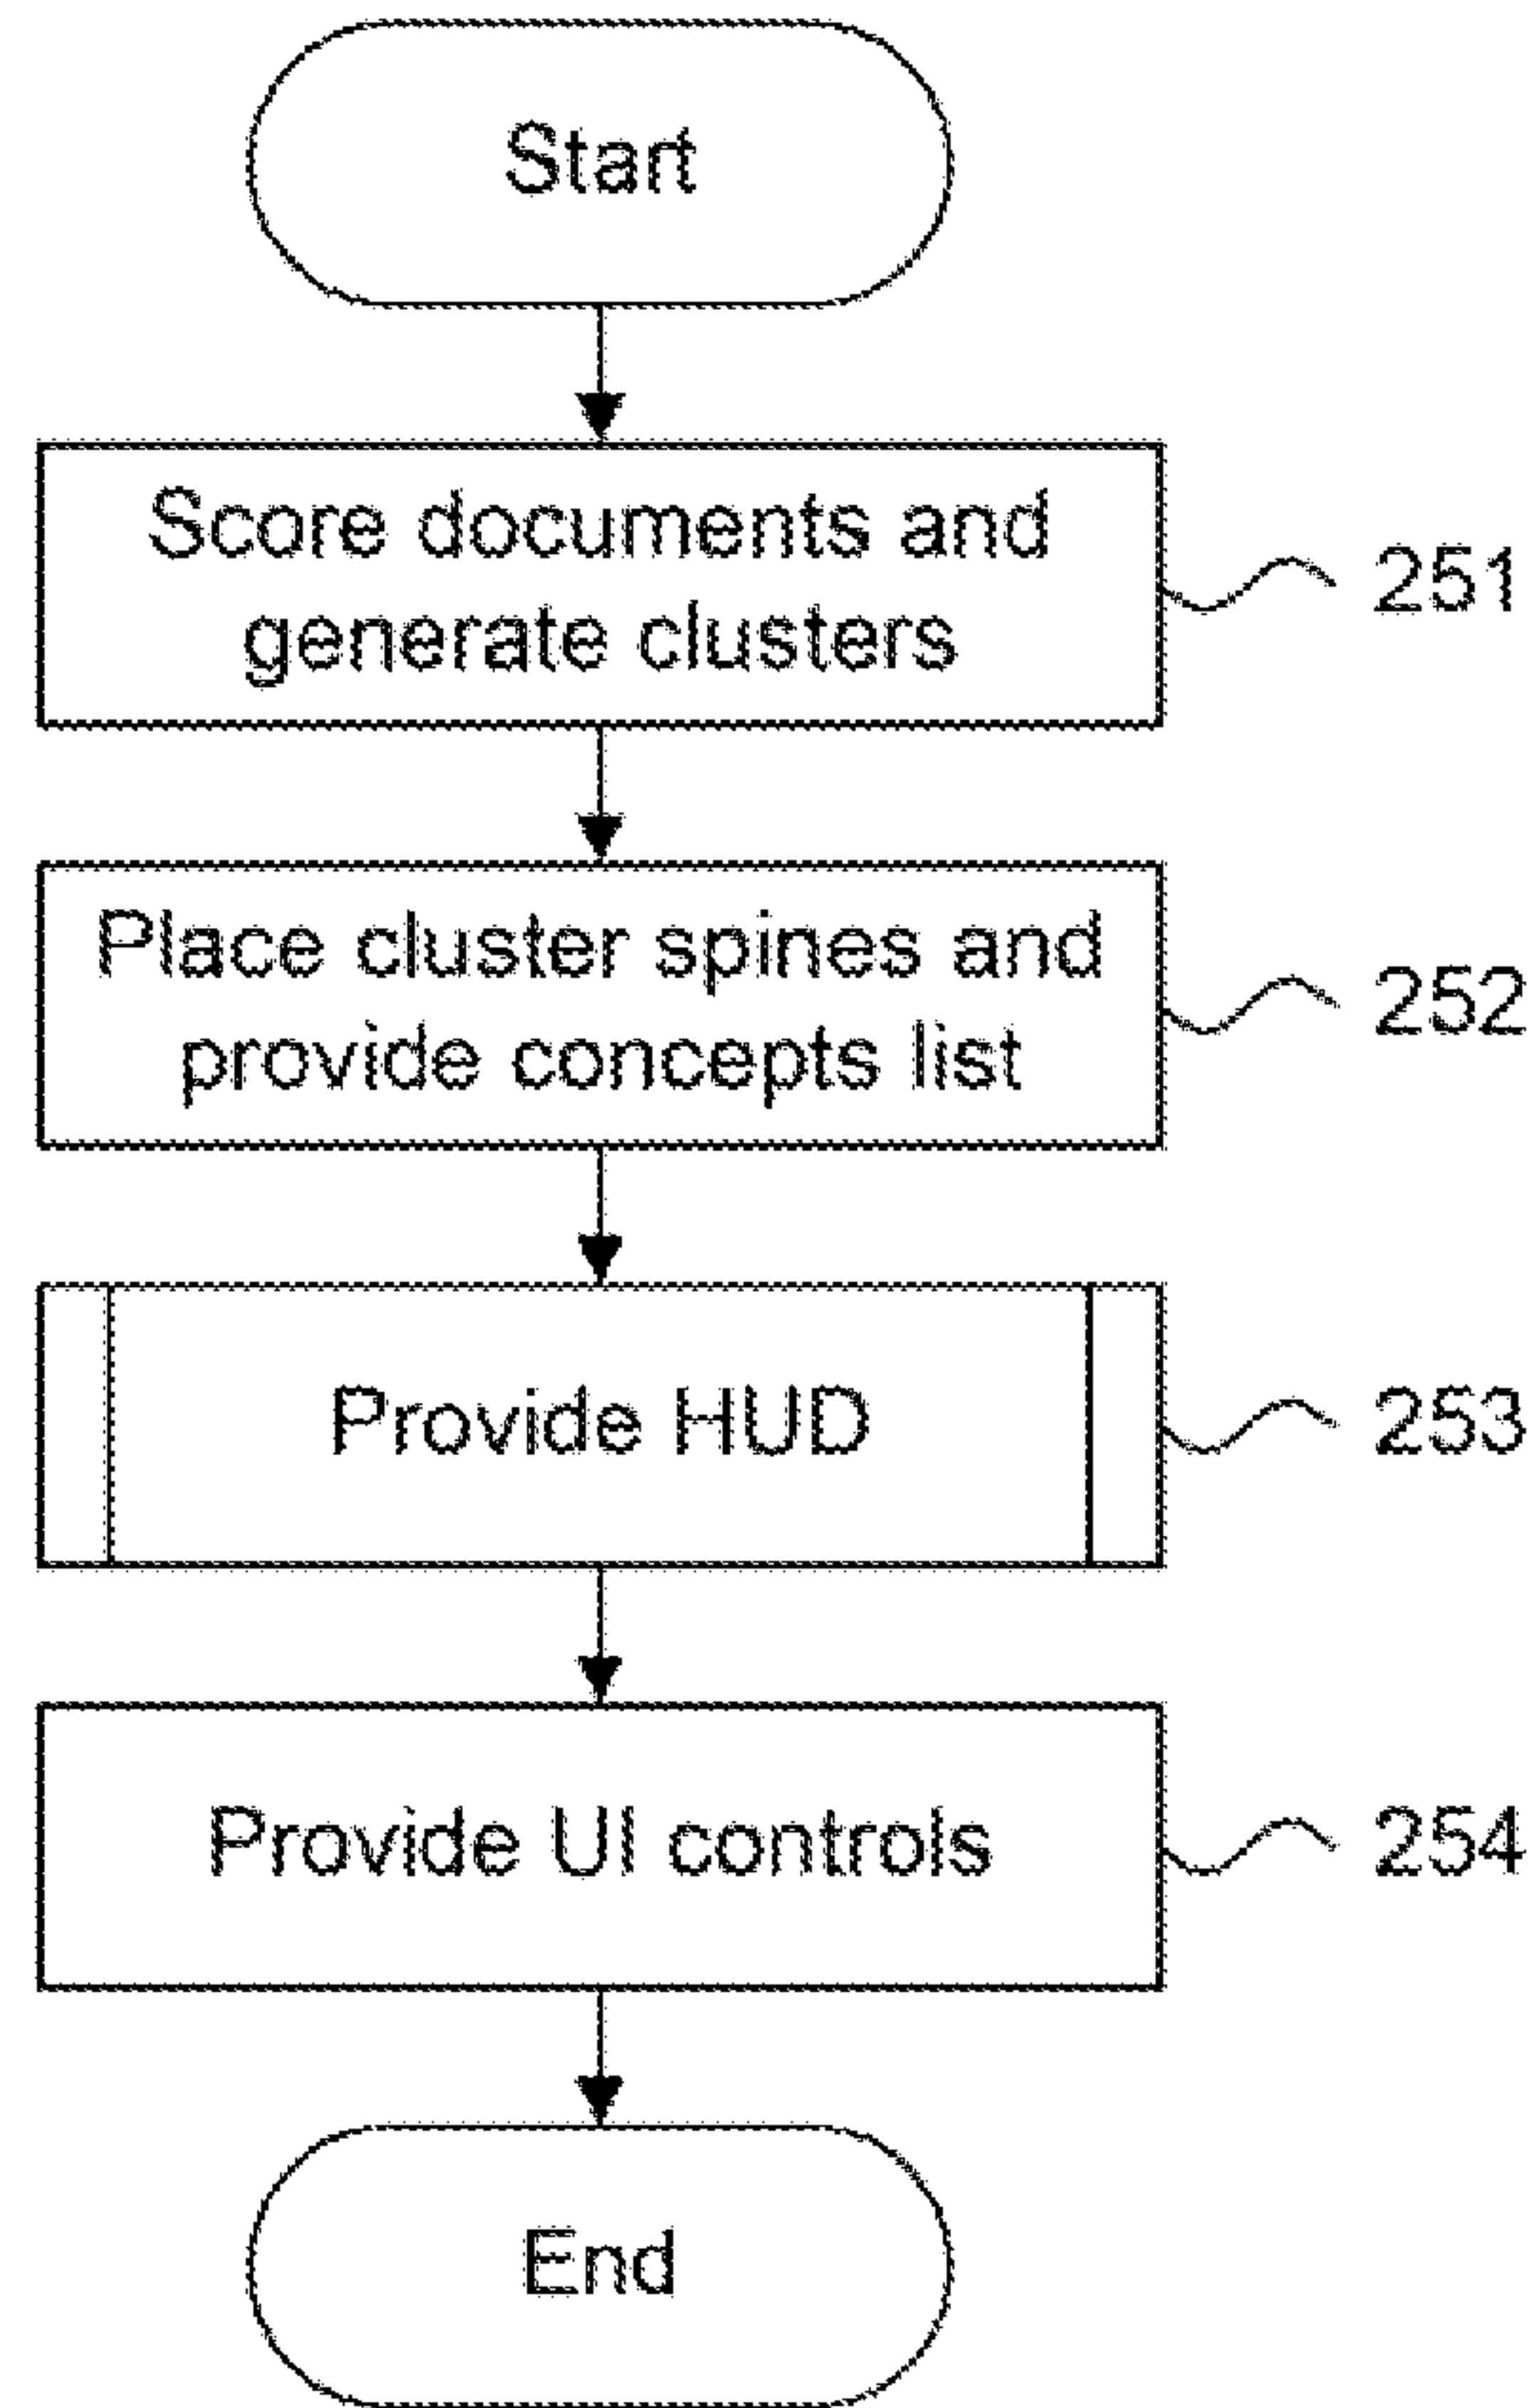 Start
Score documents and
generate clusters
251
Place cluster spines and
provide concepts list
252
Provide HUD
253
Provide UI controls
254
End